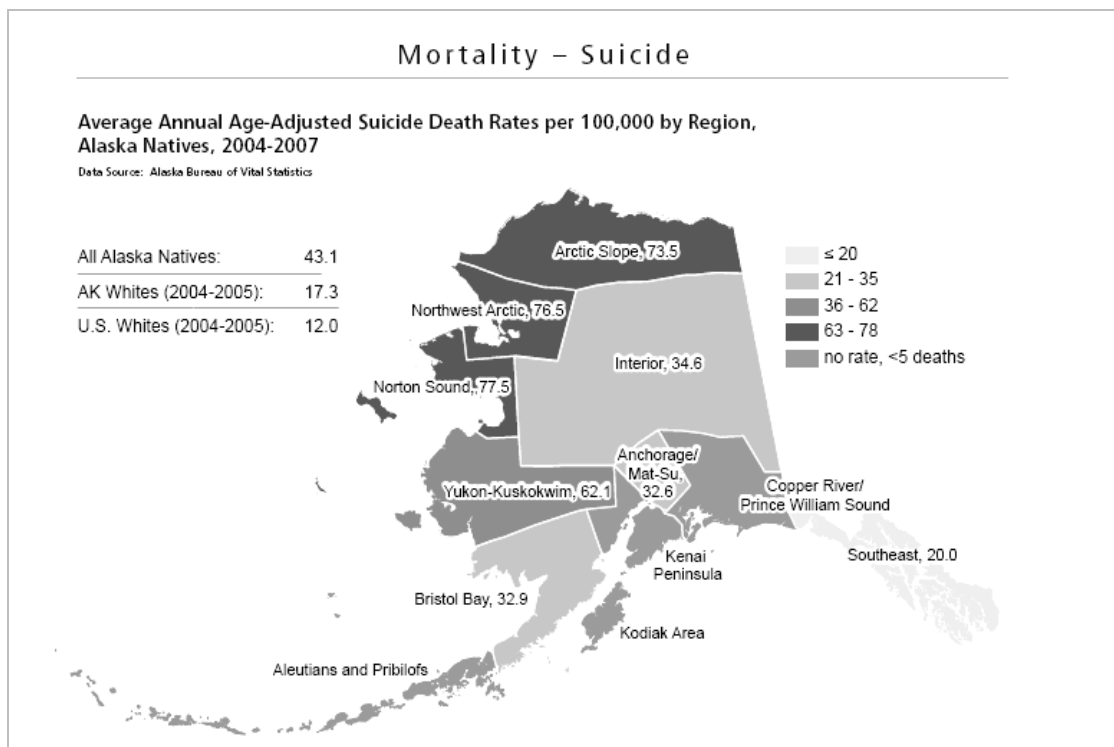 Mortality – Suicide
Average Annual Age-Adjusted Suicide Death Rates per 100,000 by Region,
Alaska Natives, 2004-2007
Data Source: Alaska Bureau of Vital Statistics
All Alaska Natives: 43.1
AK Whites (2004-2005): 17.3
U.S. Whites (2004-2005): 12.0
≤ 20
21 - 35
36 - 62
63 - 78
no rate, <5 deaths
Arctic Slope, 73.5
Northwest Arctic, 76.5
Interior, 34.6
Norton Sound, 77.5
Anchorage/
Mat-Su,
32.6
Yukon-Kuskokwim, 62.1
Copper River/
Prince William Sound
Southeast, 20.0
Kenai
Peninsula
Bristol Bay, 32.9
Kodiak Area
Aleutians and Pribilofs